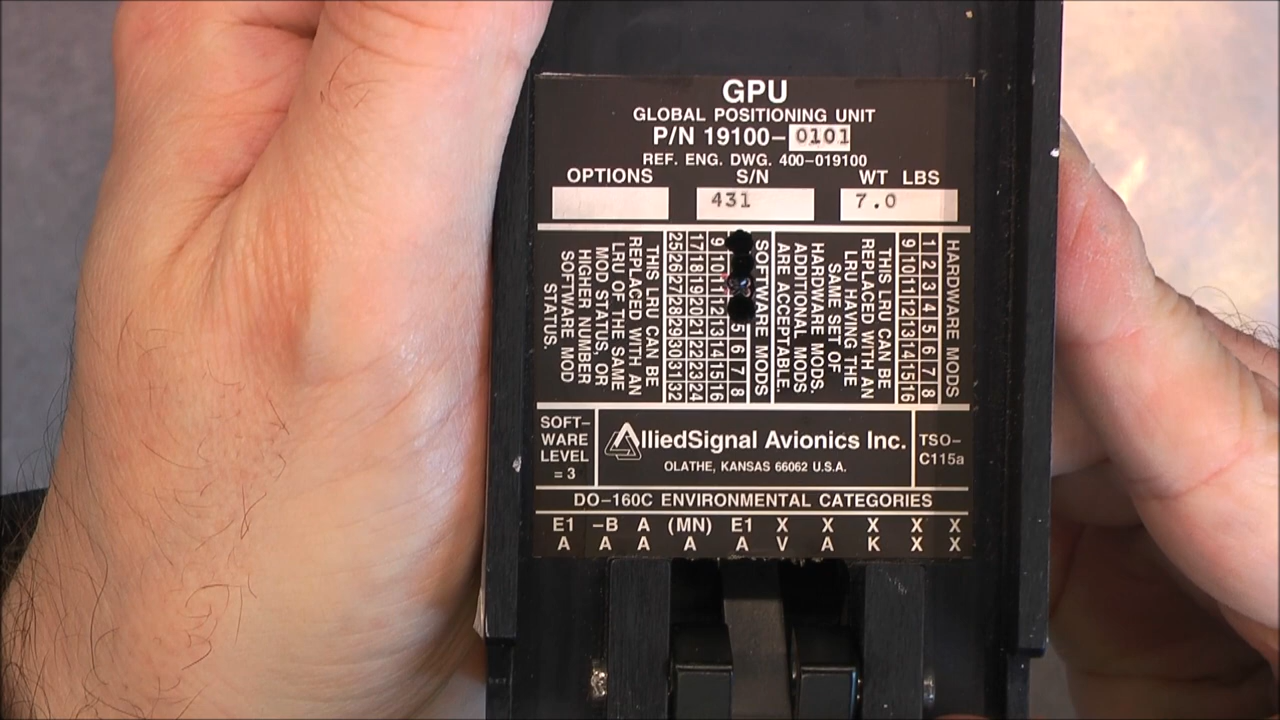 GPU
GLOBAL POSITIONING UNIT
P/N 19100-0101
REF. ENG. DWG. 400-019100
OPTIONS S/N WT LBS
431 7.0
HARDWARE MODS
1 2 3 4 5 6 7 8
9 10 11 12 13 14 15 16
THIS LRU CAN BE
REPLACED WITH AN
LRU HAVING THE
SAME SET OF
HARDWARE MODS.
ADDITIONAL MODS
ARE ACCEPTABLE.
SOFTWARE MODS
5 6 7 8
9 10 11 12 13 14 15 16
17 18 19 20 21 22 23 24
25 26 27 28 29 30 31 32
THIS LRU CAN BE
REPLACED WITH AN
LRU OF THE SAME
MOD STATUS, OR
HIGHER NUMBER
SOFTWARE MOD
STATUS.
SOFT-
WARE
LEVEL
= 3
AlliedSignal Avionics Inc.
OLATHE, KANSAS 66062 U.S.A.
TSO-
C115a
DO-160C ENVIRONMENTAL CATEGORIES
E1 -B A (MN) E1 X X X X X
A A A A A V A K X X